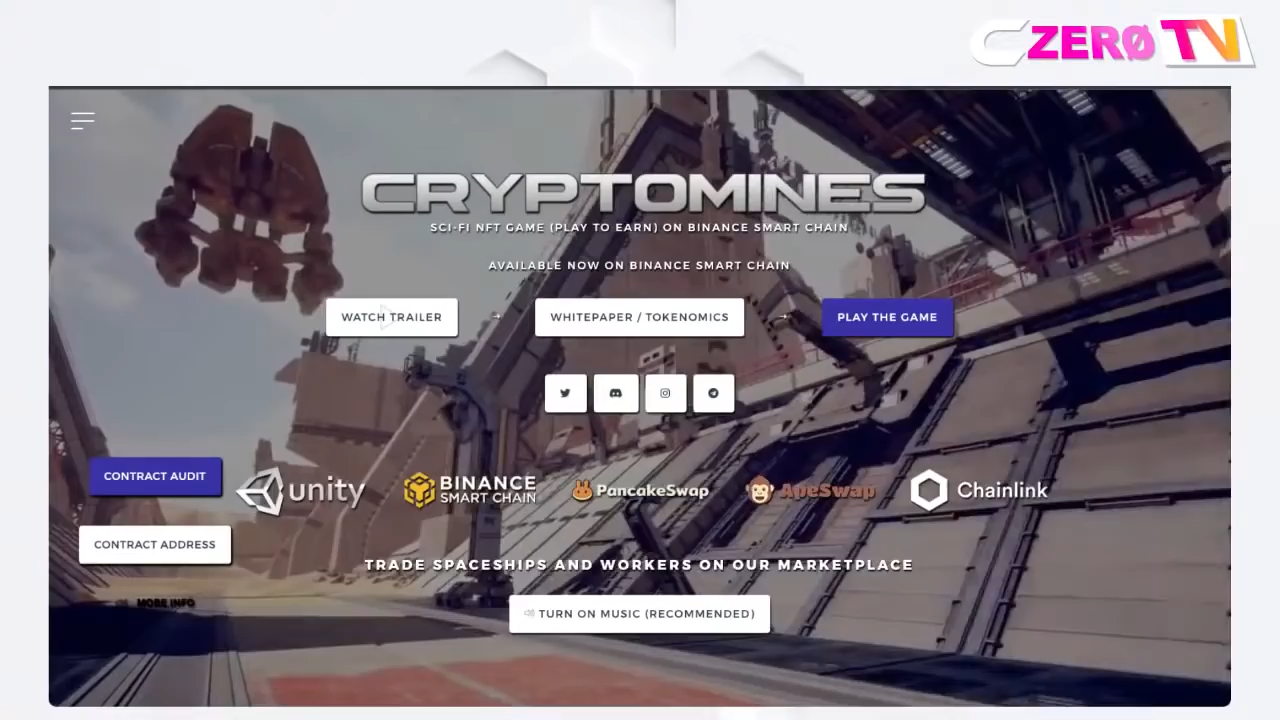 CZERØ TV
CRYPTOMINES
SCI-FI NFT GAME (PLAY TO EARN) ON BINANCE SMART CHAIN
AVAILABLE NOW ON BINANCE SMART CHAIN
WATCH TRAILER
WHITEPAPER / TOKENOMICS
PLAY THE GAME
CONTRACT AUDIT
unity
BINANCE
SMART CHAIN
PancakeSwap
ApeSwap
Chainlink
CONTRACT ADDRESS
TRADE SPACESHIPS AND WORKERS ON OUR MARKETPLACE
MORE INFO
TURN ON MUSIC (RECOMMENDED)